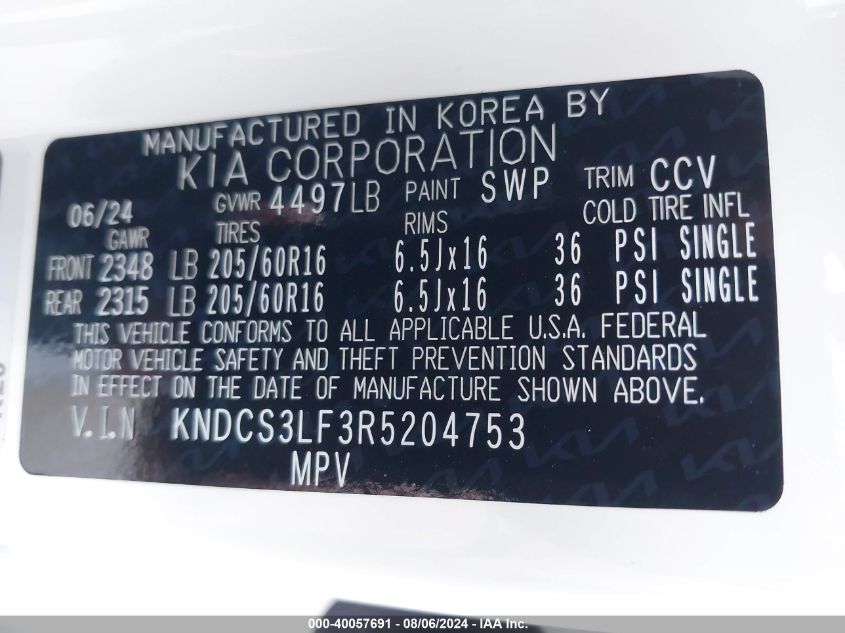 MANUFACTURED IN KOREA BY
KIA CORPORATION
06/24 GVWR 4497LB PAINT SWP TRIM CCV
GAWR TIRES RIMS COLD TIRE INFL
FRONT 2348 LB 205/60R16 6.5Jx16 36 PSI SINGLE
REAR 2315 LB 205/60R16 6.5Jx16 36 PSI SINGLE
THIS VEHICLE CONFORMS TO ALL APPLICABLE U.S.A. FEDERAL
MOTOR VEHICLE SAFETY AND THEFT PREVENTION STANDARDS
IN EFFECT ON THE DATE OF MANUFACTURE SHOWN ABOVE.
V.I.N KNDCS3LF3R5204753
MPV
000-40057691 - 08/06/2024 - IAA Inc.